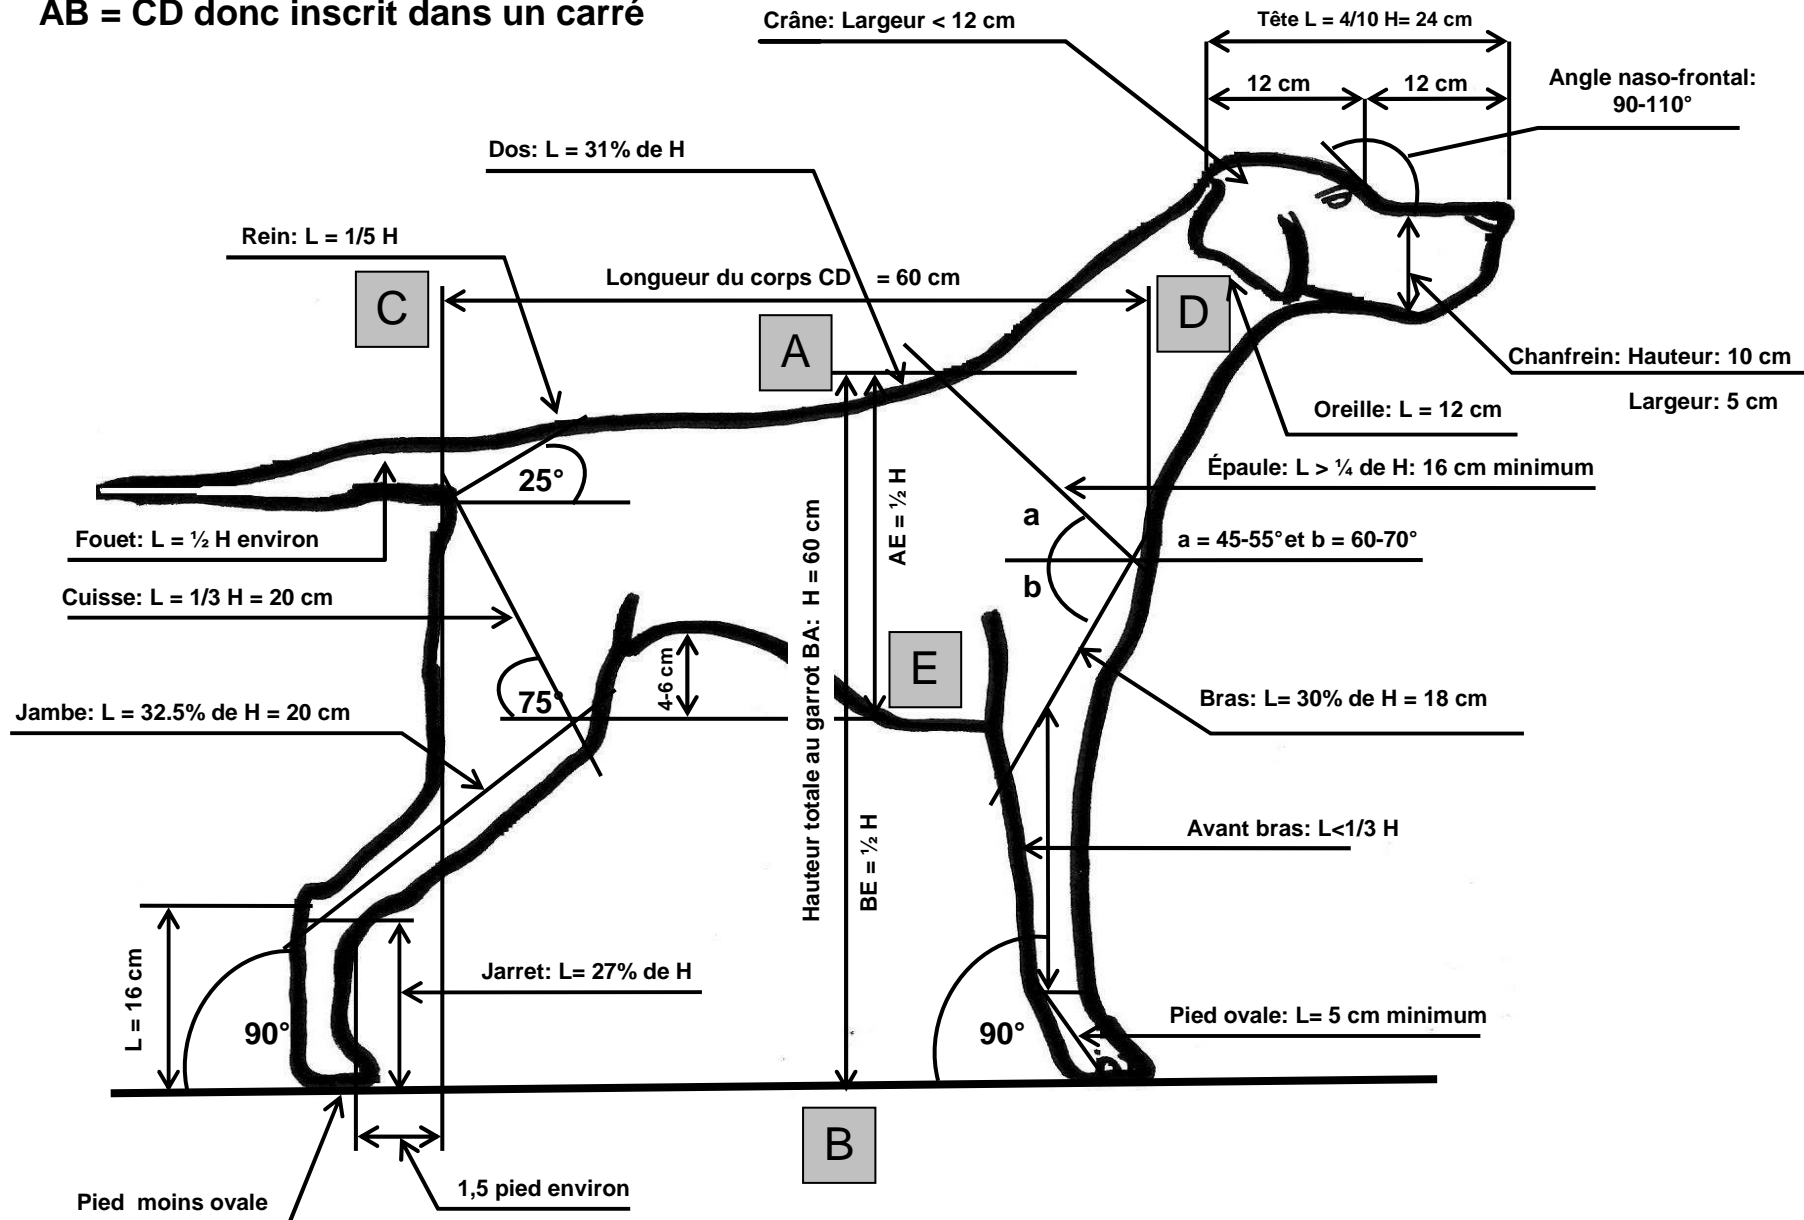 AB = CD donc inscrit dans un carré
Crâne: Largeur < 12 cm
Tête L = 4/10 H= 24 cm
12 cm
12 cm
Angle naso-frontal:
90-110°
Dos: L = 31% de H
Rein: L = 1/5 H
Longueur du corps CD = 60 cm
C
D
A
Chanfrein: Hauteur: 10 cm
Largeur: 5 cm
Oreille: L = 12 cm
Épaule: L > ¼ de H: 16 cm minimum
25°
a
a = 45-55°et b = 60-70°
b
Fouet: L = ½ H environ
AE = ½ H
Hauteur totale au garrot BA: H = 60 cm
Cuisse: L = 1/3 H = 20 cm
E
4-6 cm
75°
Bras: L= 30% de H = 18 cm
Jambe: L = 32.5% de H = 20 cm
BE = ½ H
Avant bras: L<1/3 H
L = 16 cm
Jarret: L= 27% de H
90°
90°
Pied ovale: L= 5 cm minimum
B
Pied moins ovale
1,5 pied environ